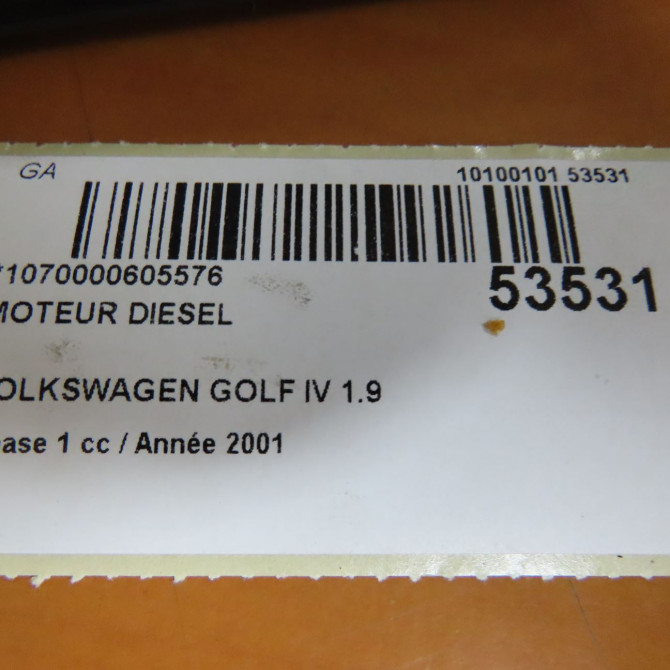 GA
10100101 53531
*1070000605576
53531
MOTEUR DIESEL
OLKSWAGEN GOLF IV 1.9
ase 1 cc / Année 2001